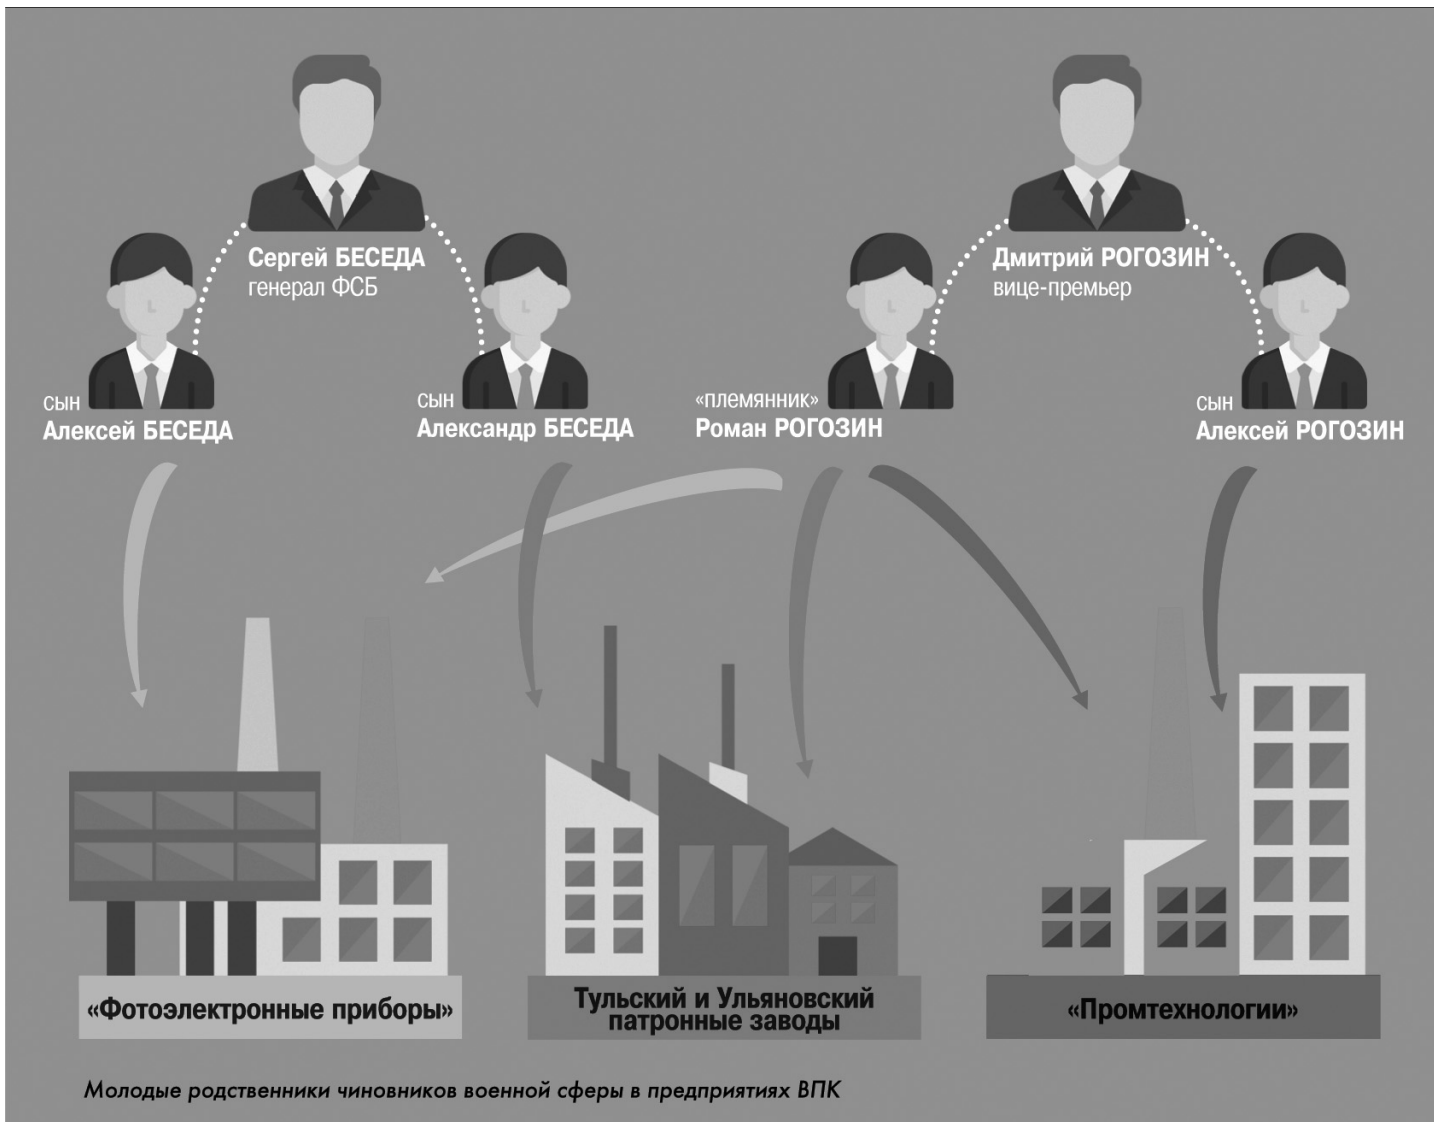 Сергей БЕСЕДА
генерал ФСБ
Дмитрий РОГОЗИН
вице-премьер
сын
Алексей БЕСЕДА
сын
Александр БЕСЕДА
«племянник»
Роман РОГОЗИН
сын
Алексей РОГОЗИН
«Фотоэлектронные приборы»
Тульский и Ульяновский
патронные заводы
«Промтехнологии»
Молодые родственники чиновников военной сферы в предприятиях ВПК